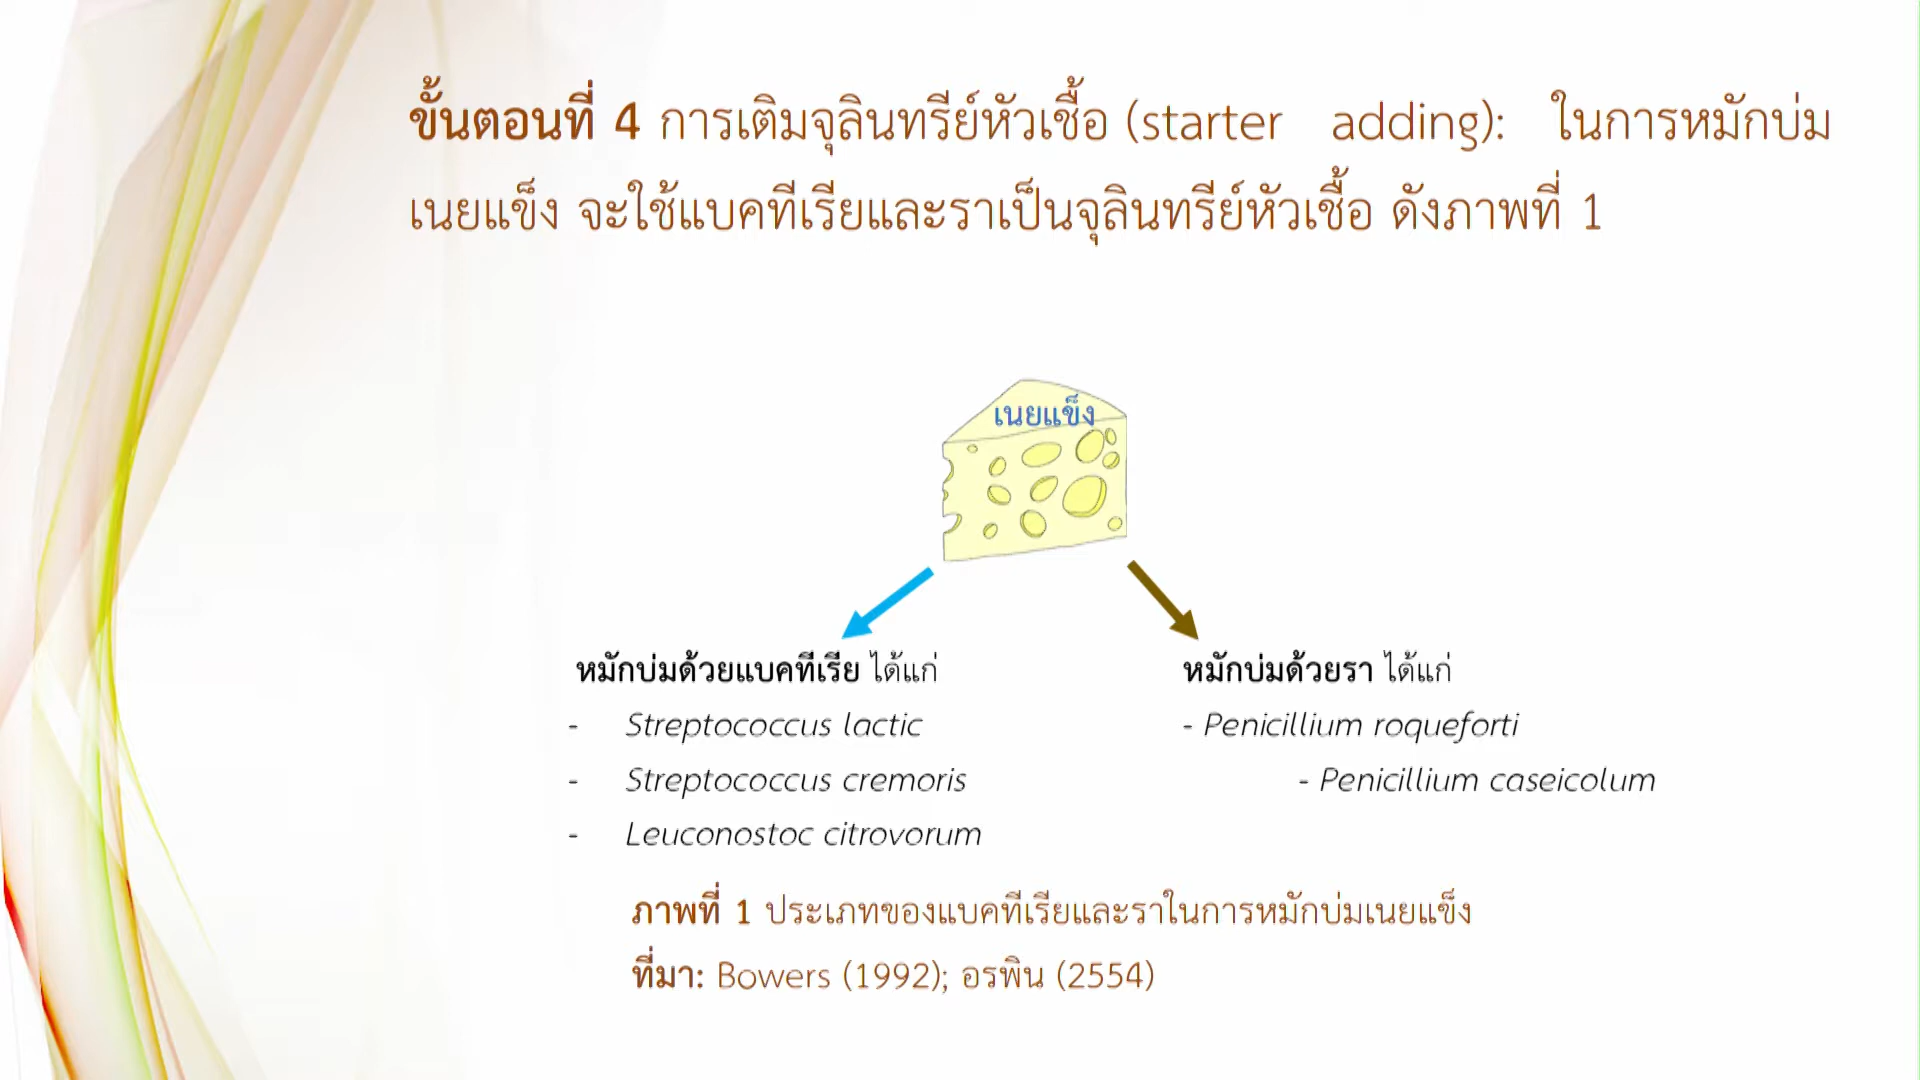 ขั้นตอนที่ 4 การเติมจุลินทรีย์หัวเชื้อ (starter adding): ในการหมักบ่ม
เนยแข็ง จะใช้แบคทีเรียและราเป็นจุลินทรีย์หัวเชื้อ ดังภาพที่ 1
เนยแข็ง
หมักบ่มด้วยแบคทีเรีย ได้แก่
- Streptococcus lactic
- Streptococcus cremoris
- Leuconostoc citrovorum
หมักบ่มด้วยรา ได้แก่
- Penicillium roqueforti
- Penicillium caseicolum
ภาพที่ 1 ประเภทของแบคทีเรียและราในการหมักบ่มเนยแข็ง
ที่มา: Bowers (1992); อรพิน (2554)